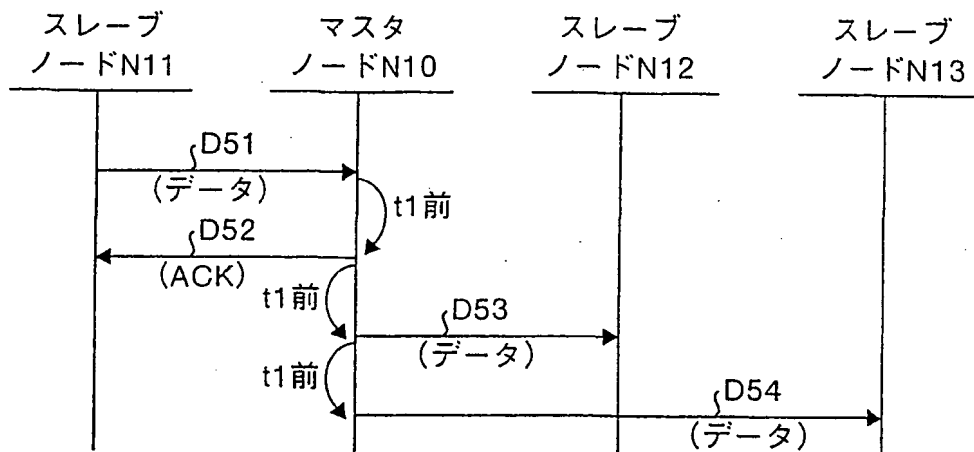 スレーブ
ノードN11
マスタ
ノードN10
スレーブ
ノードN12
スレーブ
ノードN13
D51
(データ)
t1前
D52
(ACK)
t1前
D53
(データ)
t1前
D54
(データ)